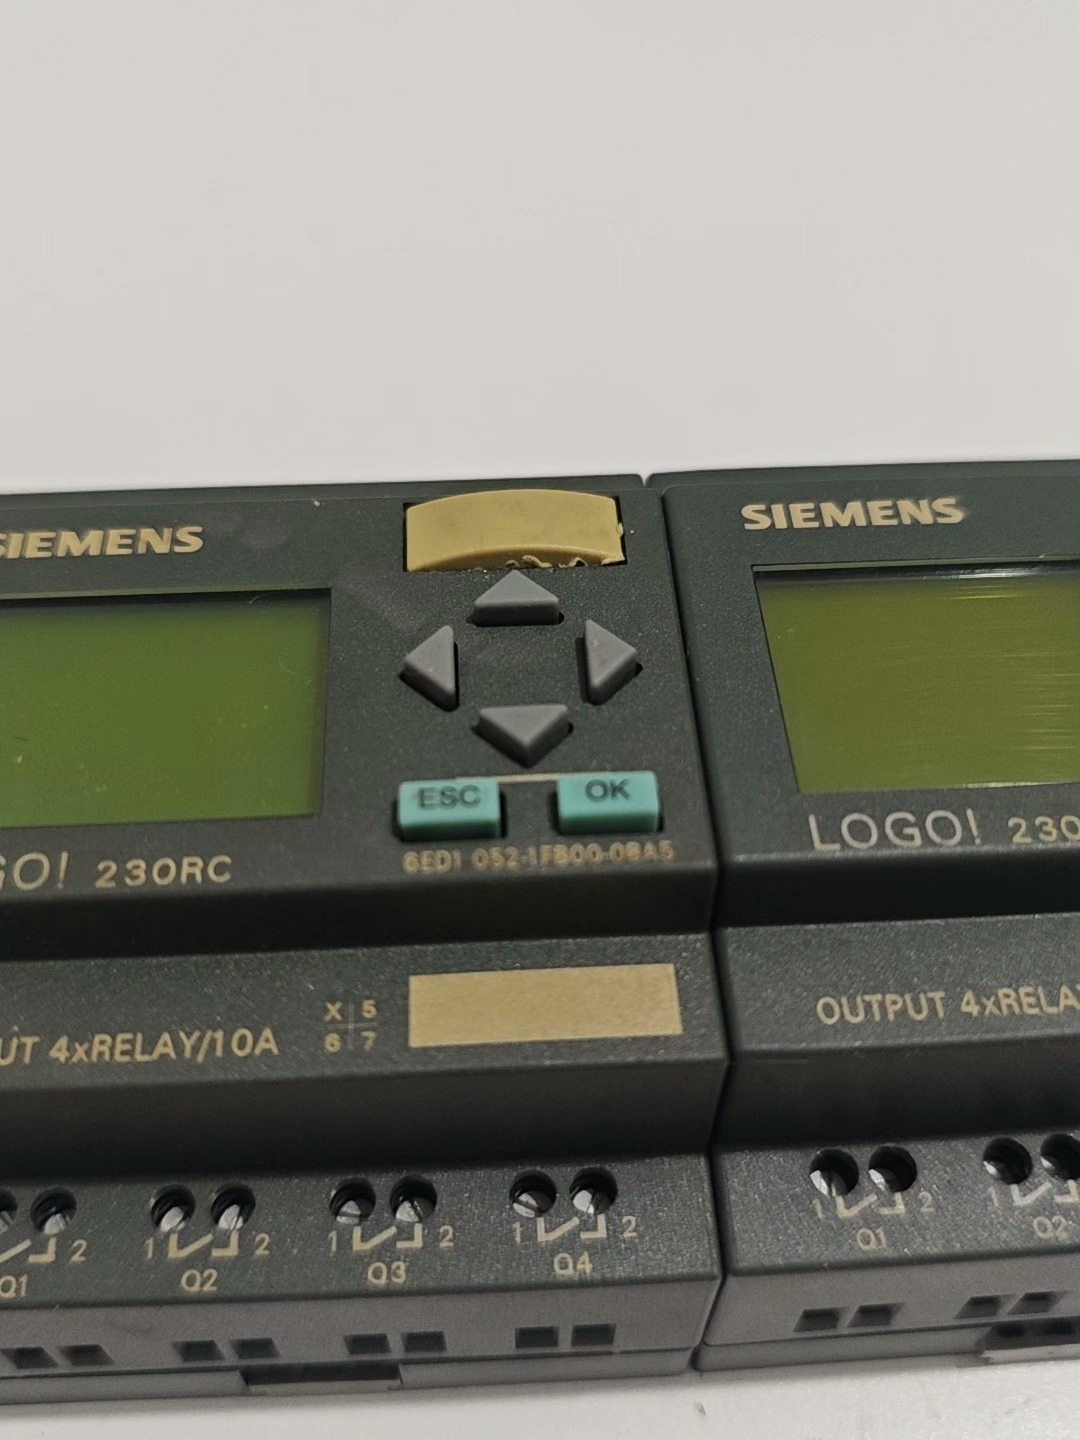 SIEMENS
ESC OK
GO! 230RC
6ED1 052-1FB00-0BA5
UT 4xRELAY/10A
X 5
6 7
1 2 1 2 1 2 2
Q1 Q2 Q3 Q4
SIEMENS
LOGO! 230
OUTPUT 4xRELA
1 2 1
Q1 Q2